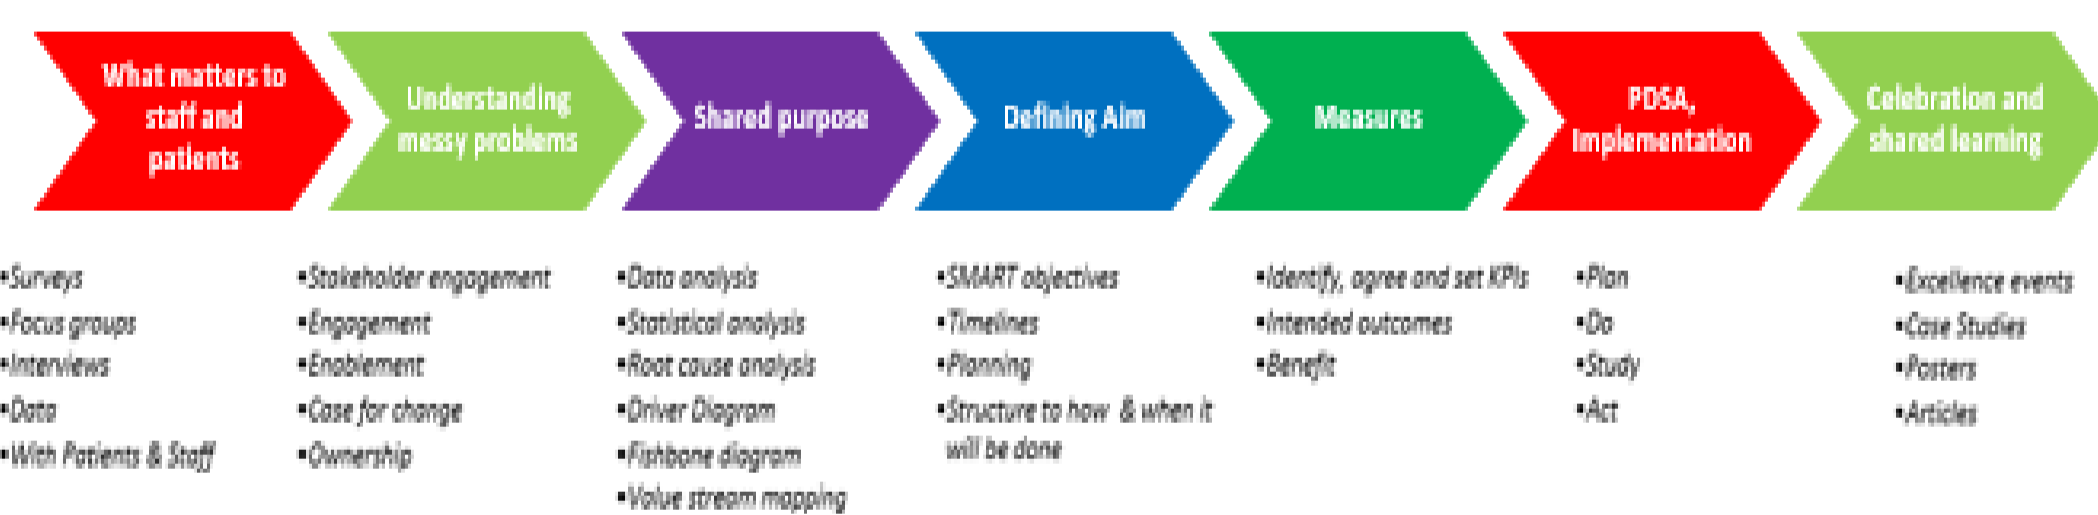 What matters to
staff and
patients
Understanding
messy problems
Shared purpose
Defining Aim
Measures
PDSA,
Implementation
Celebration and
shared learning
•Surveys
•Focus groups
•Interviews
•Data
•With Patients & Staff
•Stakeholder engagement
•Engagement
•Enablement
•Case for change
•Ownership
•Data analysis
•Statistical analysis
•Root cause analysis
•Driver Diagram
•Fishbone diagram
•Value stream mapping
•SMART objectives
•Timelines
•Planning
•Structure to how & when it
will be done
•Identify, agree and set KPIs
•Intended outcomes
•Benefit
•Plan
•Do
•Study
•Act
•Excellence events
•Case Studies
•Posters
•Articles